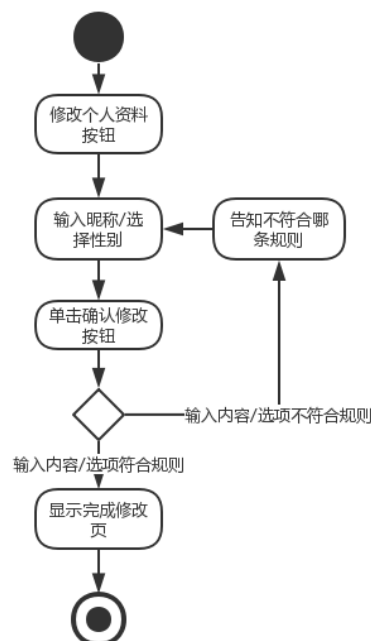 修改个人资料
按钮
输入昵称/选
择性别
告知不符合哪
条规则
单击确认修改
按钮
输入内容/选项不符合规则
输入内容/选项符合规则
显示完成修改
页